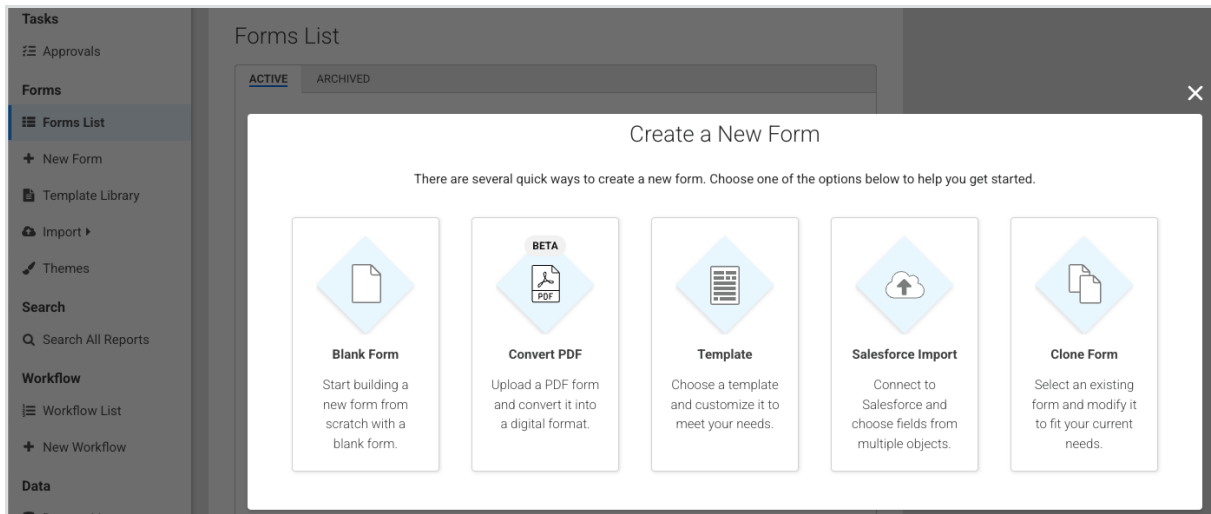 Tasks
Approvals
Forms
Forms List
New Form
Template Library
Import
Themes
Search
Search All Reports
Workflow
Workflow List
New Workflow
Data
Forms List
ACTIVE
ARCHIVED
Create a New Form
There are several quick ways to create a new form. Choose one of the options below to help you get started.
Blank Form
Start building a
new form from
scratch with a
blank form.
BETA
PDF
Convert PDF
Upload a PDF form
and convert it into
a digital format.
Template
Choose a template
and customize it to
meet your needs.
Salesforce Import
Connect to
Salesforce and
choose fields from
multiple objects.
Clone Form
Select an existing
form and modify it
to fit your current
needs.